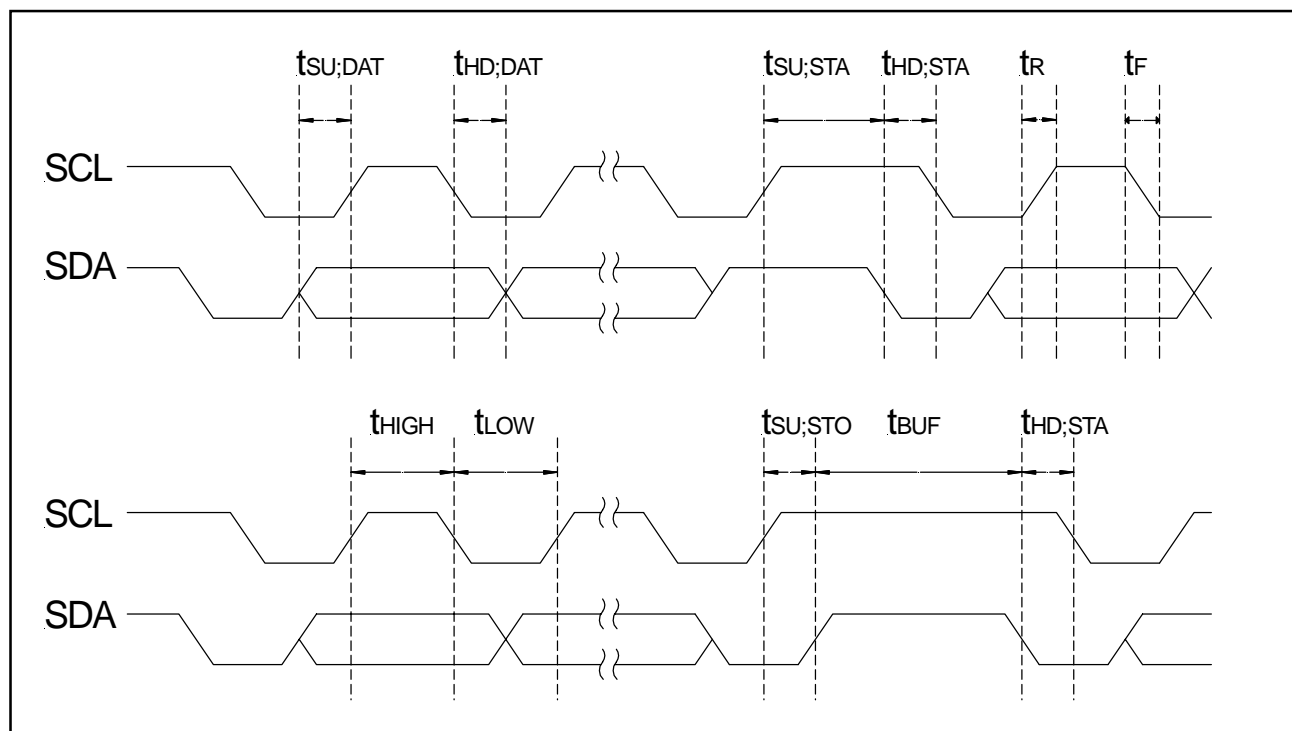 tSU;DAT tHD;DAT tSU;STA tHD;STA tR tF
SCL
SDA
tHIGH tLOW tSU;STO tBUF tHD;STA
SCL
SDA